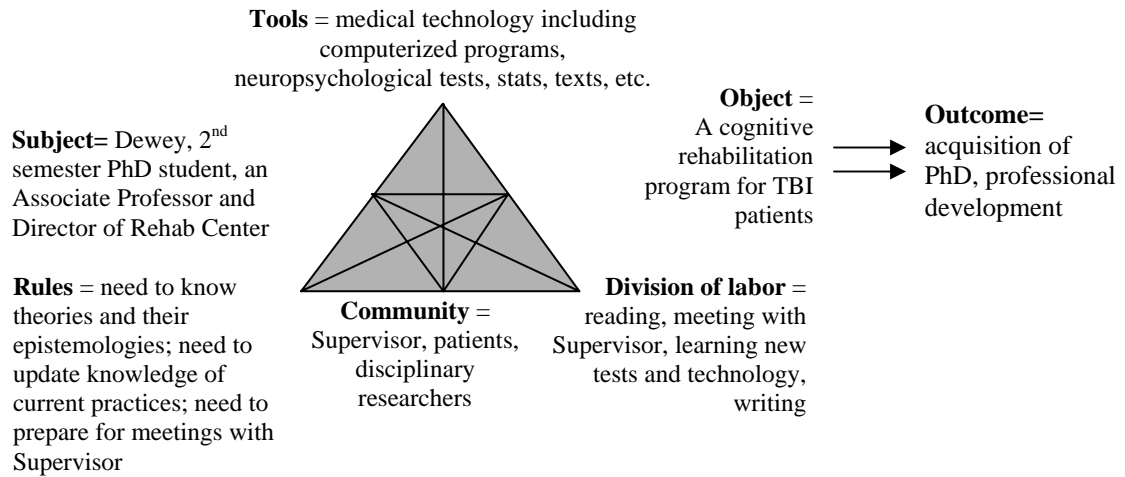 Tools = medical technology including
computerized programs,
neuropsychological tests, stats, texts, etc.
Subject= Dewey, 2nd
semester PhD student, an
Associate Professor and
Director of Rehab Center
Object =
A cognitive
rehabilitation
program for TBI
patients
Outcome=
acquisition of
PhD, professional
development
Rules = need to know
theories and their
epistemologies; need to
update knowledge of
current practices; need to
prepare for meetings with
Supervisor
Community =
Supervisor, patients,
disciplinary
researchers
Division of labor =
reading, meeting with
Supervisor, learning new
tests and technology,
writing